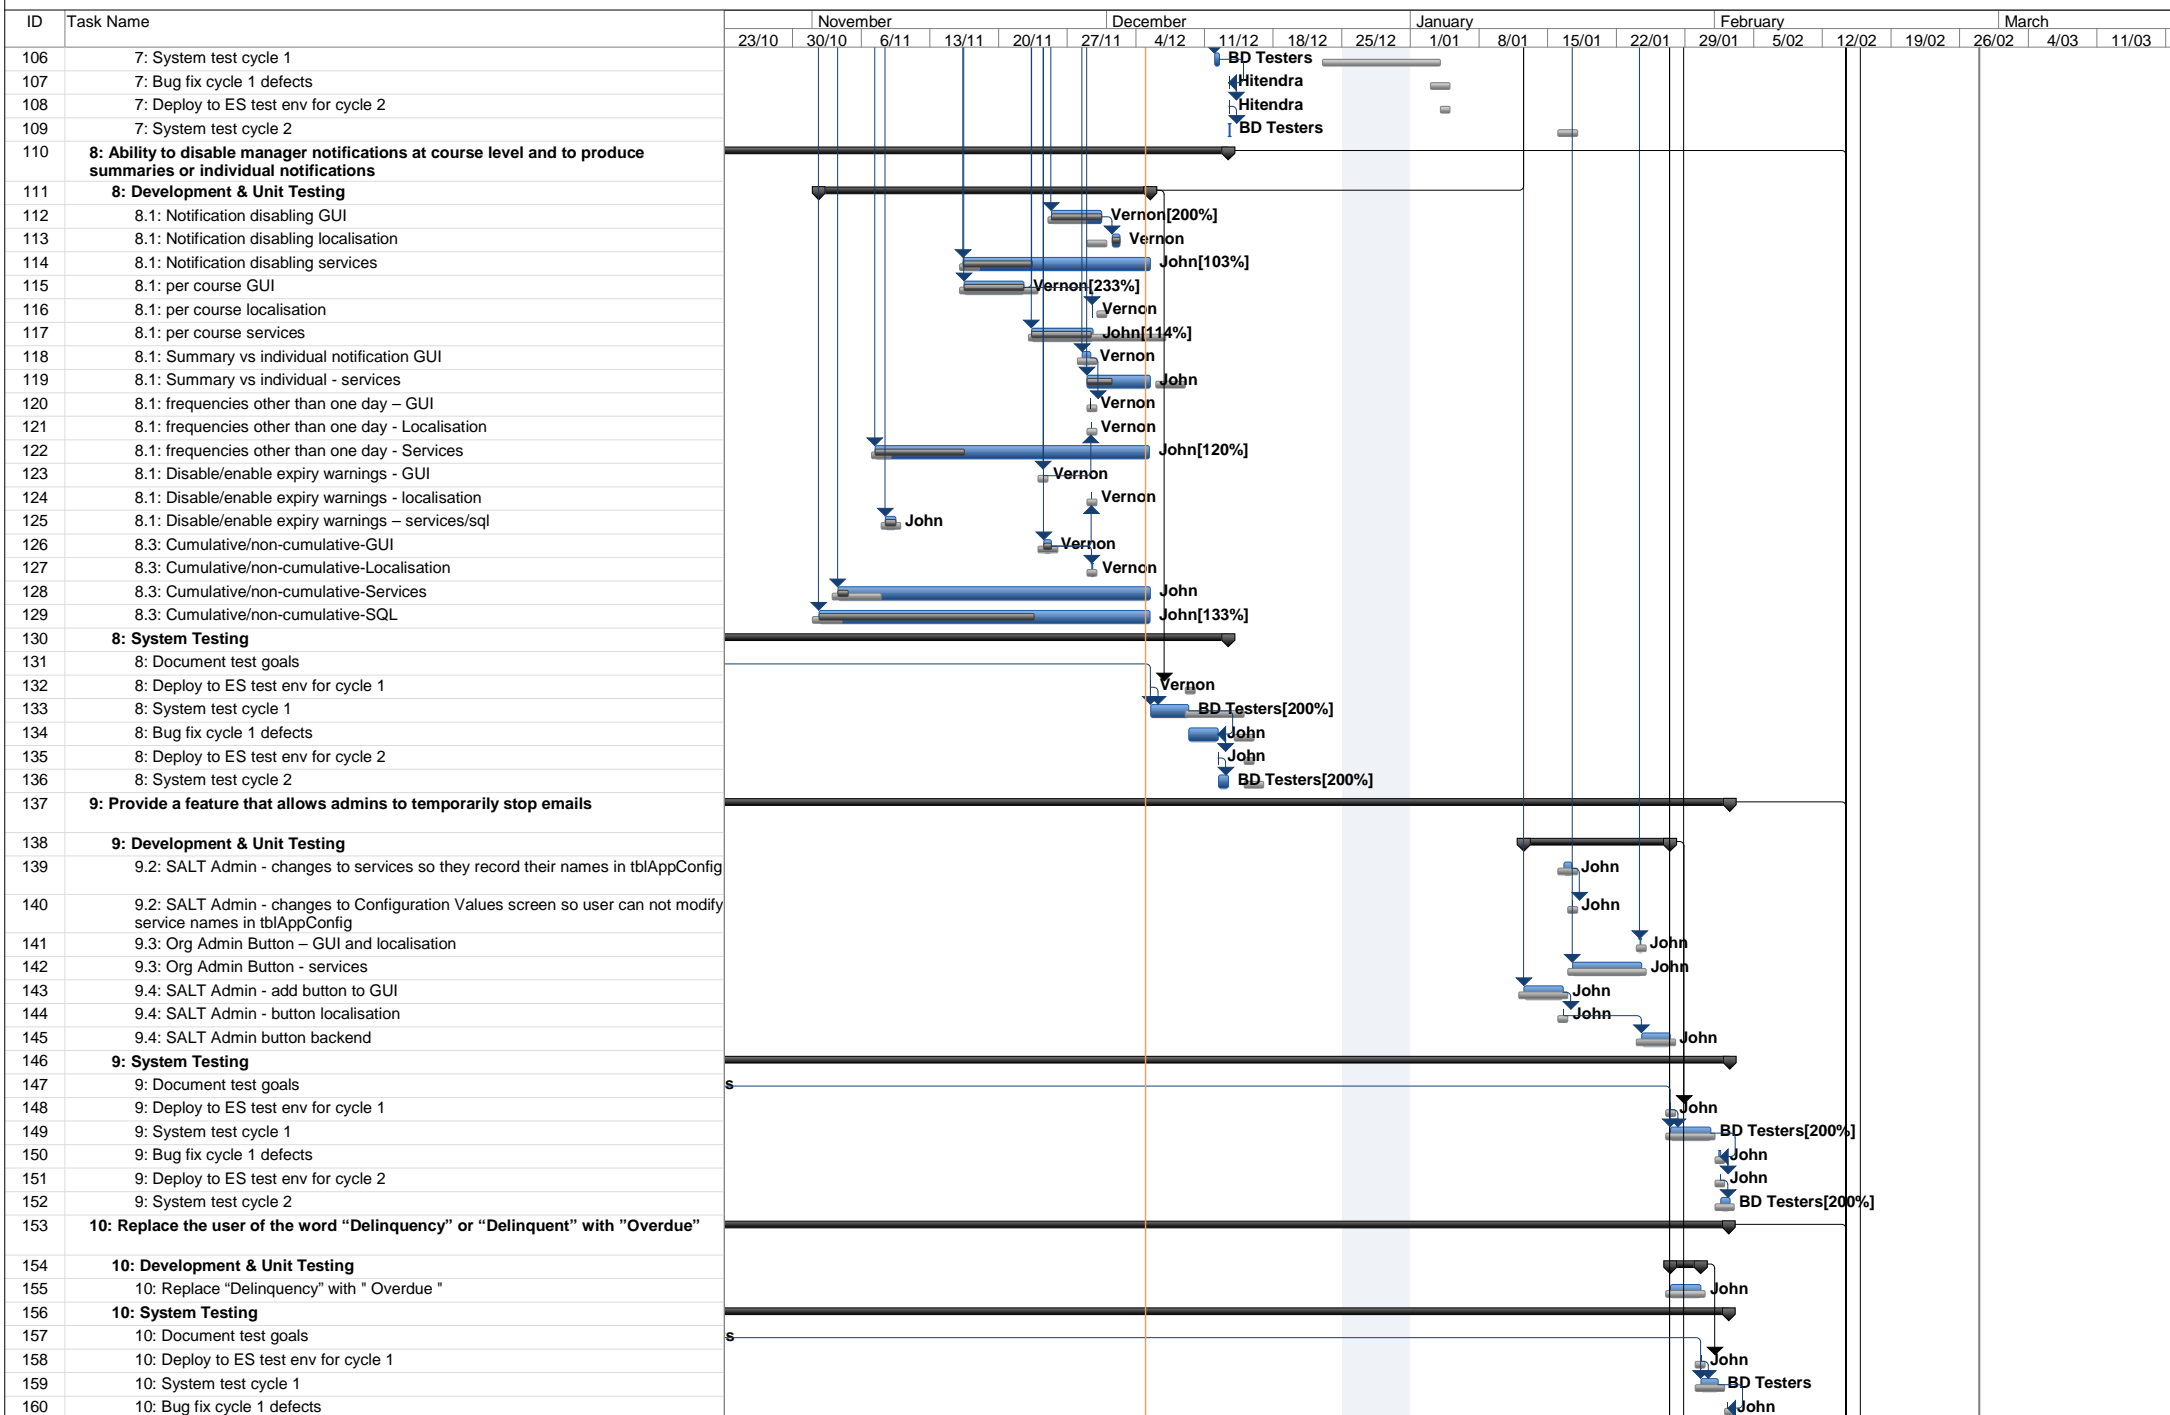 ID Task Name November December January February March
23/10 30/10 6/11 13/11 20/11 27/11 4/12 11/12 18/12 25/12 1/01 8/01 15/01 22/01 29/01 5/02 12/02 19/02 26/02 4/03 11/03
106 7: System test cycle 1 BD Testers
107 7: Bug fix cycle 1 defects Hitendra
108 7: Deploy to ES test env for cycle 2 Hitendra
109 7: System test cycle 2 BD Testers
110 8: Ability to disable manager notifications at course level and to produce
summaries or individual notifications
111 8: Development & Unit Testing
112 8.1: Notification disabling GUI Vernon[200%]
113 8.1: Notification disabling localisation Vernon
114 8.1: Notification disabling services John[103%]
115 8.1: per course GUI Vernon[233%]
116 8.1: per course localisation Vernon
117 8.1: per course services John[114%]
118 8.1: Summary vs individual notification GUI Vernon
119 8.1: Summary vs individual - services John
120 8.1: frequencies other than one day – GUI Vernon
121 8.1: frequencies other than one day - Localisation Vernon
122 8.1: frequencies other than one day - Services John[120%]
123 8.1: Disable/enable expiry warnings - GUI Vernon
124 8.1: Disable/enable expiry warnings - localisation Vernon
125 8.1: Disable/enable expiry warnings – services/sql John
126 8.3: Cumulative/non-cumulative-GUI Vernon
127 8.3: Cumulative/non-cumulative-Localisation Vernon
128 8.3: Cumulative/non-cumulative-Services John
129 8.3: Cumulative/non-cumulative-SQL John[133%]
130 8: System Testing
131 8: Document test goals
132 8: Deploy to ES test env for cycle 1 Vernon
133 8: System test cycle 1 BD Testers[200%]
134 8: Bug fix cycle 1 defects John
135 8: Deploy to ES test env for cycle 2 John
136 8: System test cycle 2 BD Testers[200%]
137 9: Provide a feature that allows admins to temporarily stop emails
138 9: Development & Unit Testing
139 9.2: SALT Admin - changes to services so they record their names in tblAppConfig John
140 9.2: SALT Admin - changes to Configuration Values screen so user can not modify John
service names in tblAppConfig
141 9.3: Org Admin Button – GUI and localisation John
142 9.3: Org Admin Button - services John
143 9.4: SALT Admin - add button to GUI John
144 9.4: SALT Admin - button localisation John
145 9.4: SALT Admin button backend John
146 9: System Testing
147 9: Document test goals s
148 9: Deploy to ES test env for cycle 1 John
149 9: System test cycle 1 BD Testers[200%]
150 9: Bug fix cycle 1 defects John
151 9: Deploy to ES test env for cycle 2 John
152 9: System test cycle 2 BD Testers[200%]
153 10: Replace the user of the word “Delinquency” or “Delinquent” with ”Overdue”
154 10: Development & Unit Testing
155 10: Replace “Delinquency” with " Overdue " John
156 10: System Testing
157 10: Document test goals s
158 10: Deploy to ES test env for cycle 1 John
159 10: System test cycle 1 BD Testers
160 10: Bug fix cycle 1 defects John